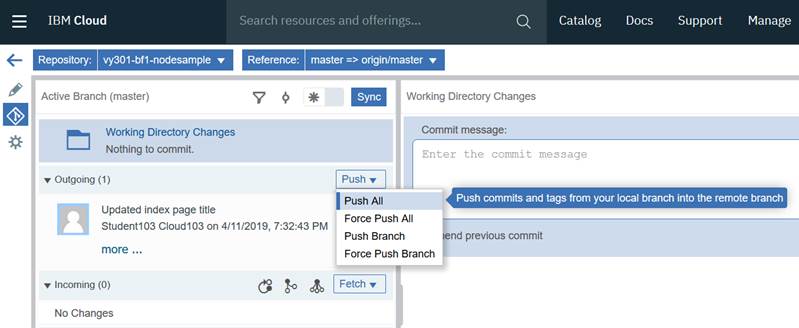 IBM Cloud
Search resources and offerings...
Catalog
Docs
Support
Manage
Repository: vy301-bf1-nodesample
Reference: master => origin/master
Active Branch (master)
Sync
Working Directory Changes
Nothing to commit.
Outgoing (1)
Push
Push All
Force Push All
Push Branch
Force Push Branch
Updated index page title
Student103 Cloud103 on 4/11/2019, 7:32:43 PM
more ...
Incoming (0)
Fetch
No Changes
Working Directory Changes
Commit message:
Enter the commit message
Push commits and tags from your local branch into the remote branch
end previous commit